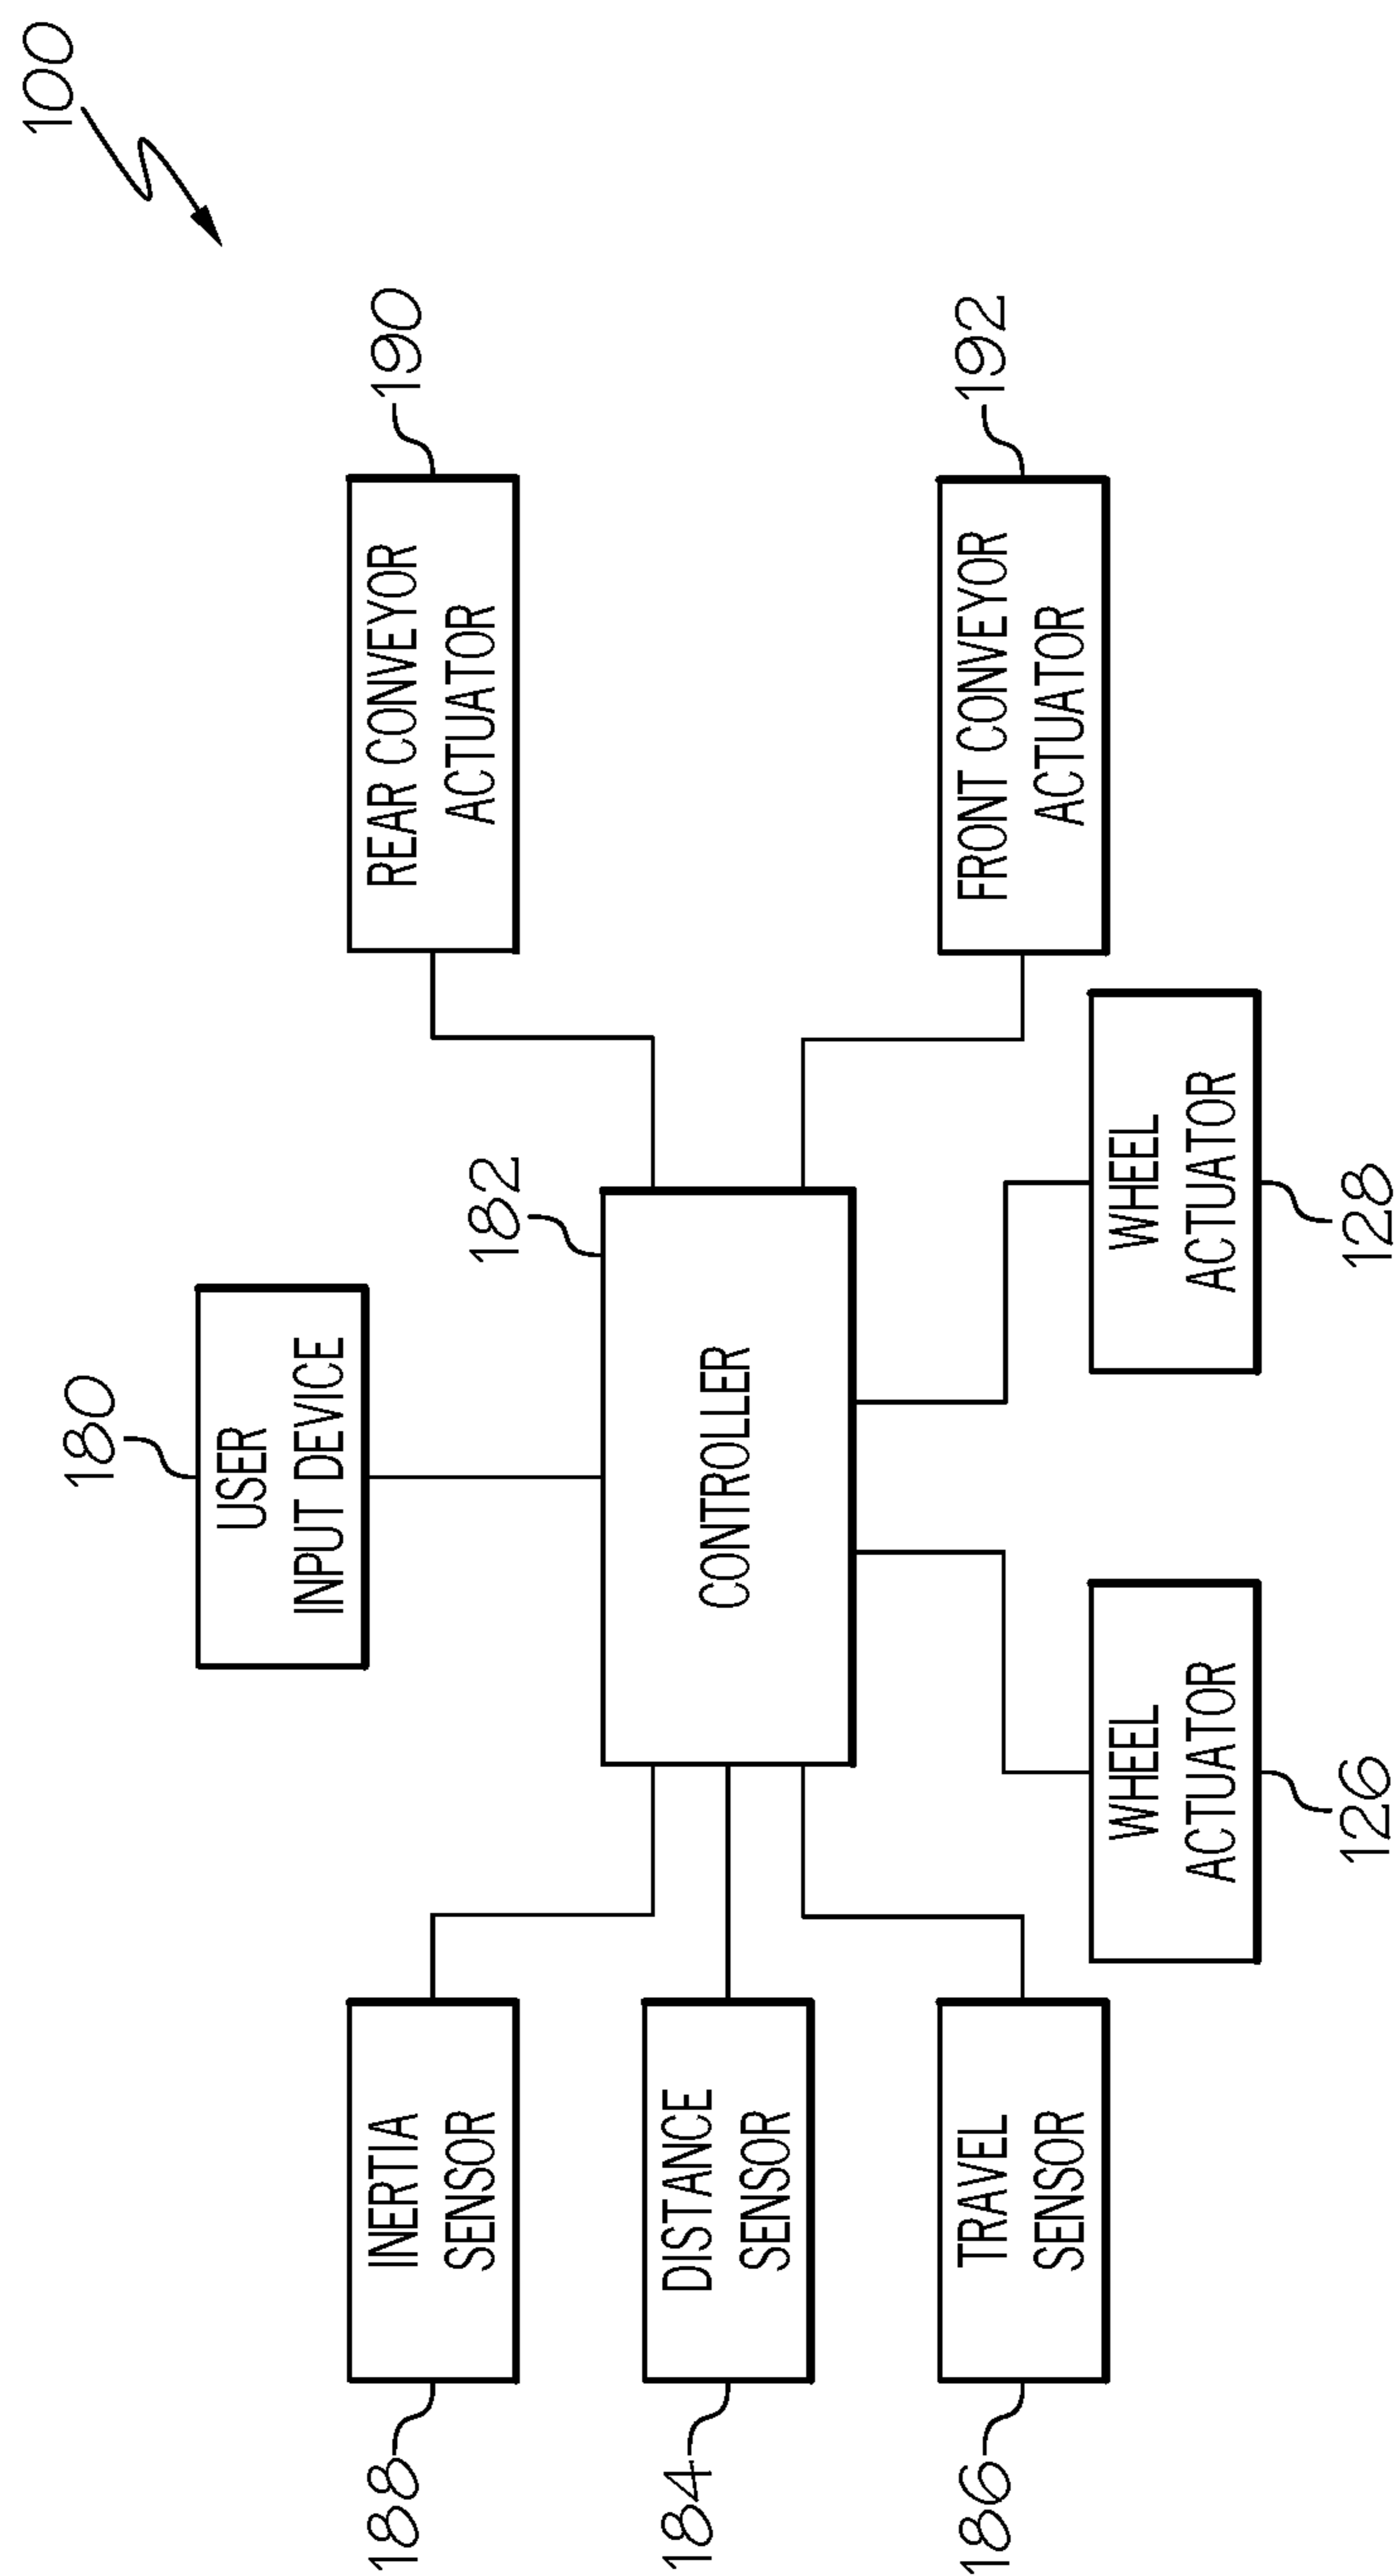 100
180
USER
INPUT DEVICE
188
INERTIA
SENSOR
182
REAR CONVEYOR
ACTUATOR
190
184
DISTANCE
SENSOR
CONTROLLER
186
TRAVEL
SENSOR
FRONT CONVEYOR
ACTUATOR
192
WHEEL
ACTUATOR
126
WHEEL
ACTUATOR
128